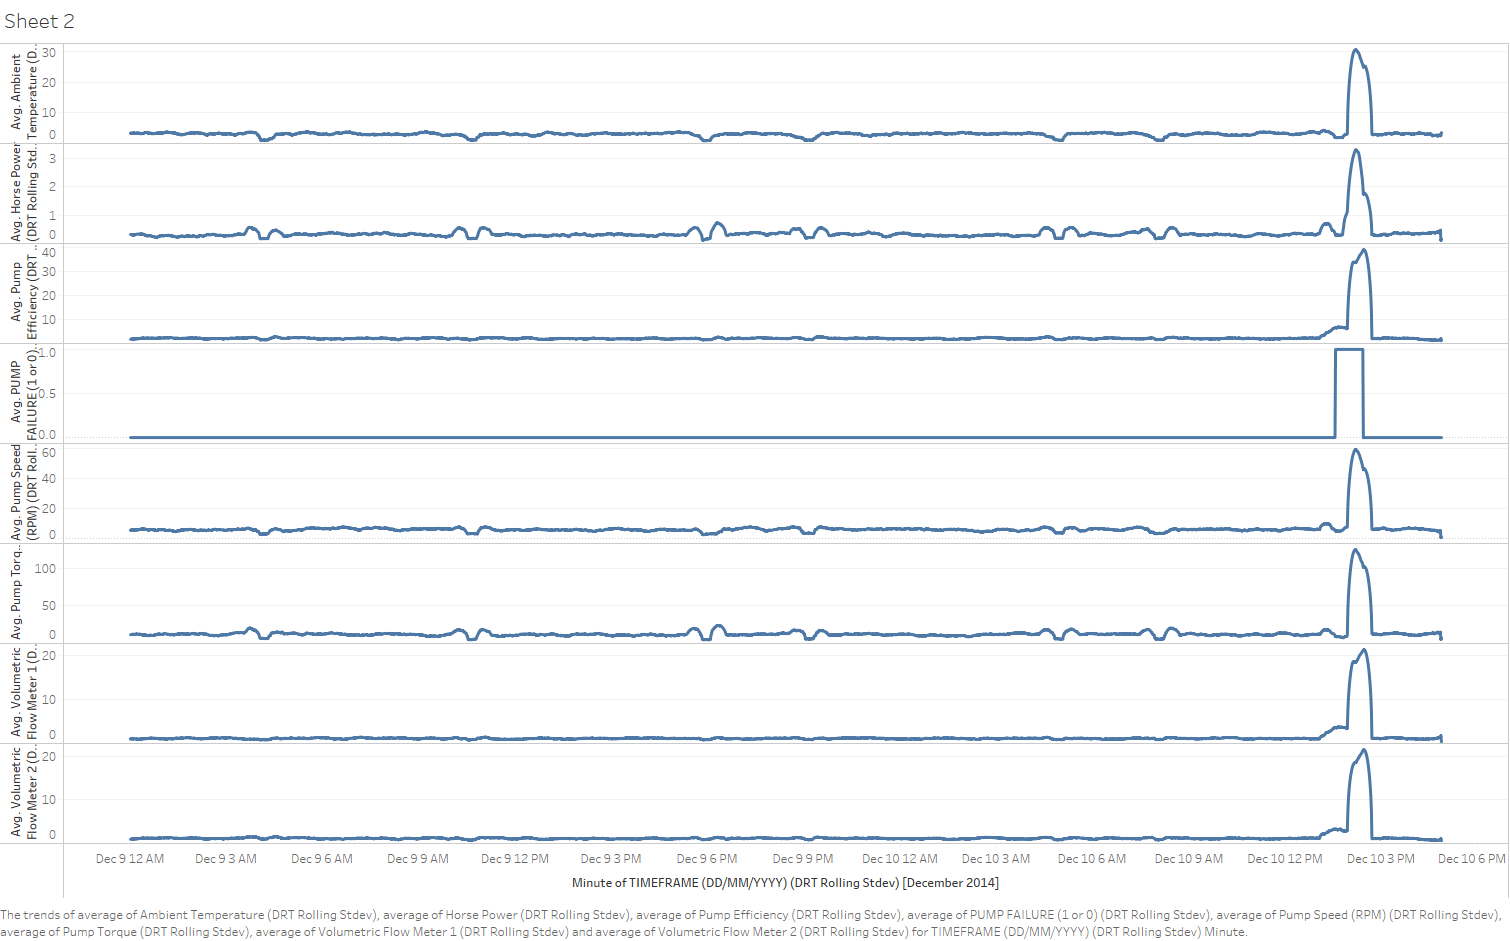 Sheet 2
Avg. Ambient
Temperature (D..
30
20
10
0
Avg. Horse Power
(DRT Rolling Std..
3
2
1
0
Avg. Pump
Efficiency (DRT..
40
30
20
10
Avg. PUMP
FAILURE (1 or 0)..
1.0
0.5
0.0
Avg. Pump Speed
(RPM) (DRT Roll..
60
40
20
0
Avg. Pump Torq..
100
50
0
Avg. Volumetric
Flow Meter 1 (D..
20
10
0
Avg. Volumetric
Flow Meter 2 (D..
20
10
0
Dec 9 12 AM Dec 9 3 AM Dec 9 6 AM Dec 9 9 AM Dec 9 12 PM Dec 9 3 PM Dec 9 6 PM Dec 9 9 PM Dec 10 12 AM Dec 10 3 AM Dec 10 6 AM Dec 10 9 AM Dec 10 12 PM Dec 10 3 PM Dec 10 6 PM
Minute of TIMEFRAME (DD/MM/YYYY) (DRT Rolling Stdev) [December 2014]
The trends of average of Ambient Temperature (DRT Rolling Stdev), average of Horse Power (DRT Rolling Stdev), average of Pump Efficiency (DRT Rolling Stdev), average of PUMP FAILURE (1 or 0) (DRT Rolling Stdev), average of Pump Speed (RPM) (DRT Rolling Stdev),
average of Pump Torque (DRT Rolling Stdev), average of Volumetric Flow Meter 1 (DRT Rolling Stdev) and average of Volumetric Flow Meter 2 (DRT Rolling Stdev) for TIMEFRAME (DD/MM/YYYY) (DRT Rolling Stdev) Minute.